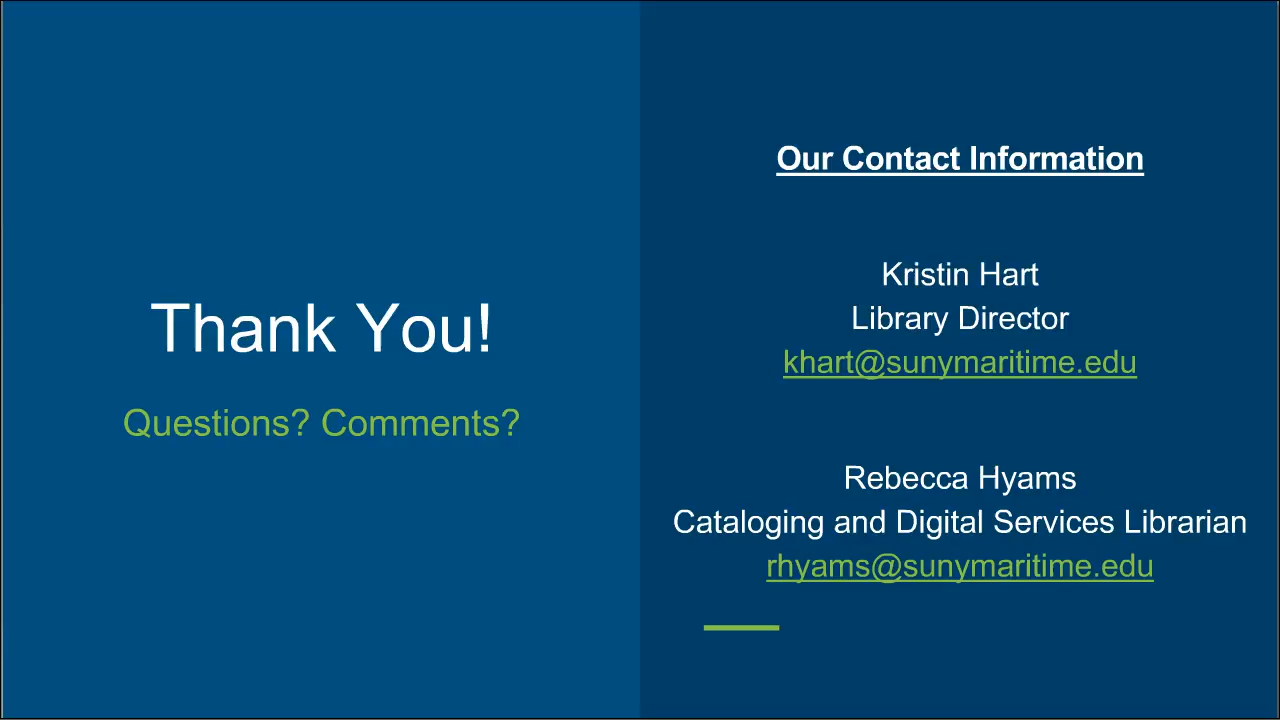 Thank You!
Questions? Comments?
Our Contact Information
Kristin Hart
Library Director
khart@sunymaritime.edu
Rebecca Hyams
Cataloging and Digital Services Librarian
rhyams@sunymaritime.edu